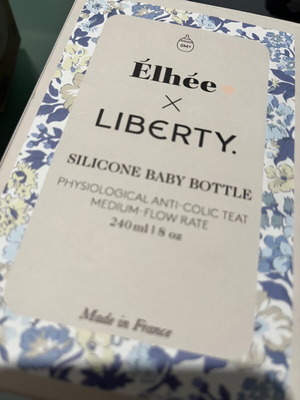 0M+
Élhée
×
LIBERTY.
SILICONE BABY BOTTLE
PHYSIOLOGICAL ANTI-COLIC TEAT
MEDIUM-FLOW RATE
240 ml | 8 oz
Made in France